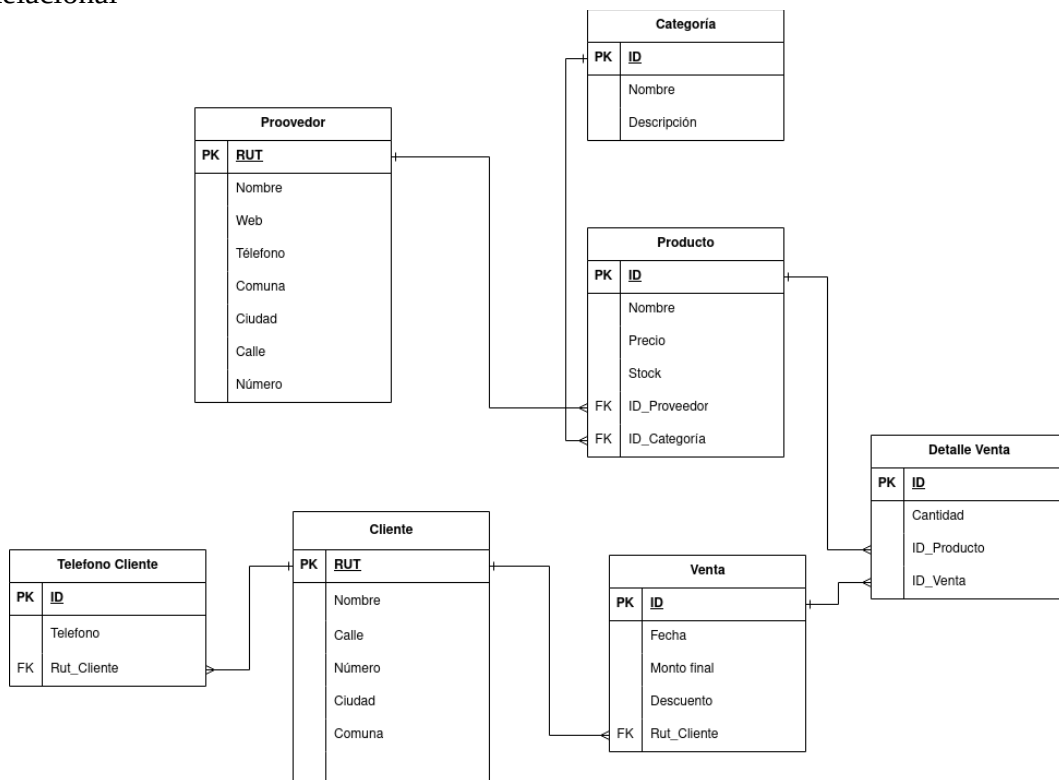 Categoría
PK ID
Nombre
Descripción
Proovedor
PK RUT
Nombre
Web
Télefono
Comuna
Ciudad
Calle
Número
Producto
PK ID
Nombre
Precio
Stock
FK ID_Proveedor
FK ID_Categoría
Detalle Venta
PK ID
Cantidad
ID_Producto
ID_Venta
Cliente
PK RUT
Nombre
Calle
Número
Ciudad
Comuna
Telefono Cliente
PK ID
Telefono
FK Rut_Cliente
Venta
PK ID
Fecha
Monto final
Descuento
FK Rut_Cliente